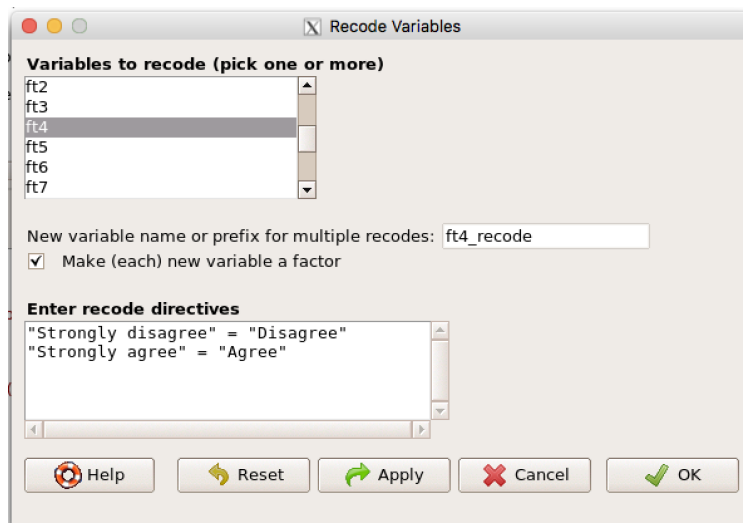 Recode Variables
Variables to recode (pick one or more)
ft2
ft3
ft4
ft5
ft6
ft7
New variable name or prefix for multiple recodes: ft4_recode
Make (each) new variable a factor
Enter recode directives
"Strongly disagree" = "Disagree"
"Strongly agree" = "Agree"
Help Reset Apply Cancel OK